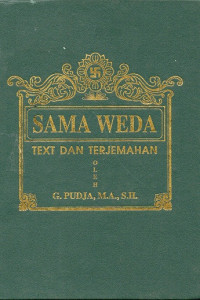 SAMA WEDA
TEXT DAN TERJEMAHAN
OLEH
G. PUDJA, M.A., S.H.